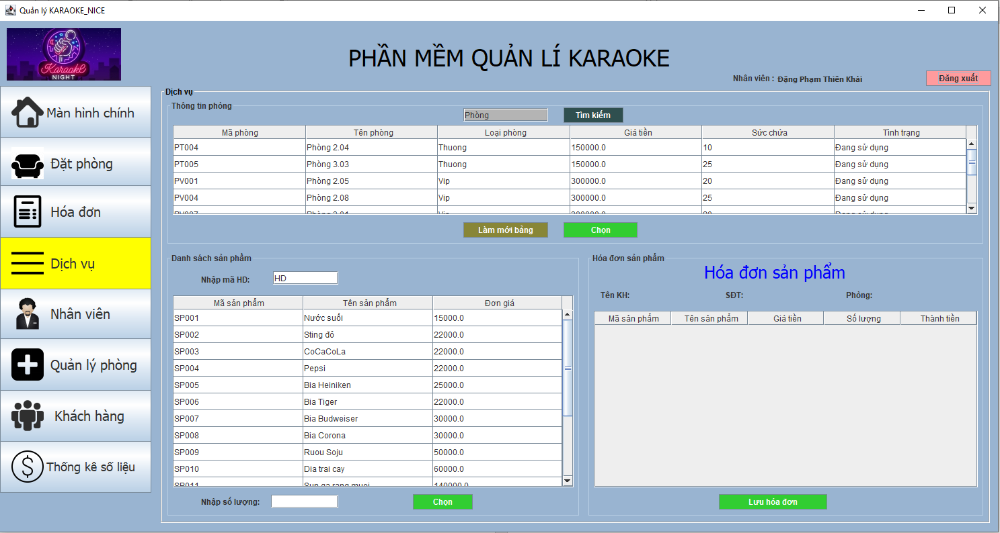 Quản lý KARAOKE_NICE
Karaoke
NIGHT
PHẦN MỀM QUẢN LÍ KARAOKE
Nhân viên : Đặng Phạm Thiên Khải
Đăng xuất
Màn hình chính
Đặt phòng
Hóa đơn
Dịch vụ
Nhân viên
Quản lý phòng
Khách hàng
Thống kê số liệu
Dịch vụ
Thông tin phòng
Phòng Tìm kiếm
Mã phòng Tên phòng Loại phòng Giá tiền Sức chứa Tình trạng
PT004 Phòng 2.04 Thuong 150000.0 10 Đang sử dụng
PT005 Phòng 3.03 Thuong 150000.0 25 Đang sử dụng
PV001 Phòng 2.05 Vip 300000.0 20 Đang sử dụng
PV004 Phòng 2.08 Vip 300000.0 25 Đang sử dụng
Làm mới bảng Chọn
Danh sách sản phẩm
Nhập mã HD: HD
Mã sản phẩm Tên sản phẩm Đơn giá
SP001 Nước suối 15000.0
SP002 Sting đỏ 22000.0
SP003 CoCaCoLa 22000.0
SP004 Pepsi 22000.0
SP005 Bia Heiniken 25000.0
SP006 Bia Tiger 22000.0
SP007 Bia Budweiser 30000.0
SP008 Bia Corona 30000.0
SP009 Ruou Soju 50000.0
SP010 Dia trai cay 60000.0
SP011 Sun ga rang muoi 140000.0
Nhập số lượng: Chọn
Hóa đơn sản phẩm
Hóa đơn sản phẩm
Tên KH: SĐT: Phòng:
Mã sản phẩm Tên sản phẩm Giá tiền Số lượng Thành tiền
Lưu hóa đơn